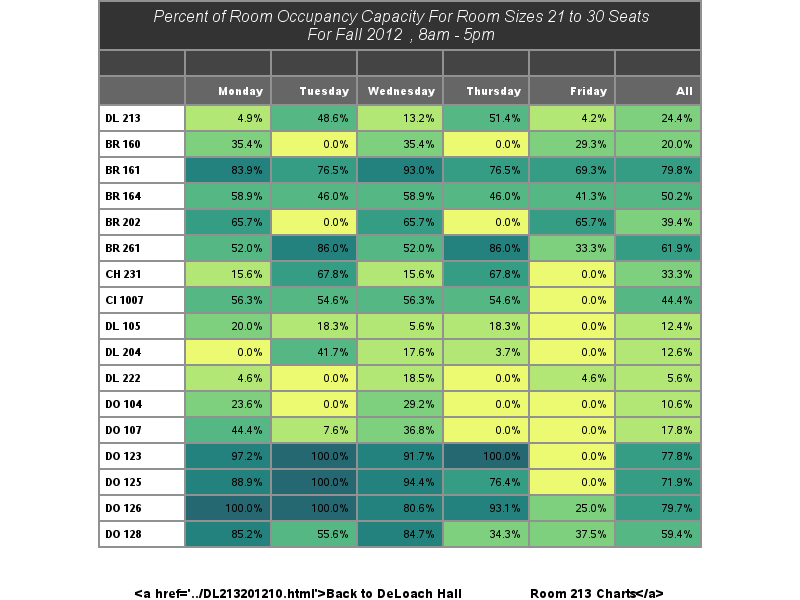 Percent of Room Occupancy Capacity For Room Sizes 21 to 30 Seats
For Fall 2012 , 8am - 5pm
Monday Tuesday Wednesday Thursday Friday All
DL 213 4.9% 48.6% 13.2% 51.4% 4.2% 24.4%
BR 160 35.4% 0.0% 35.4% 0.0% 29.3% 20.0%
BR 161 83.9% 76.5% 93.0% 76.5% 69.3% 79.8%
BR 164 58.9% 46.0% 58.9% 46.0% 41.3% 50.2%
BR 202 65.7% 0.0% 65.7% 0.0% 65.7% 39.4%
BR 261 52.0% 86.0% 52.0% 86.0% 33.3% 61.9%
CH 231 15.6% 67.8% 15.6% 67.8% 0.0% 33.3%
CI 1007 56.3% 54.6% 56.3% 54.6% 0.0% 44.4%
DL 105 20.0% 18.3% 5.6% 18.3% 0.0% 12.4%
DL 204 0.0% 41.7% 17.6% 3.7% 0.0% 12.6%
DL 222 4.6% 0.0% 18.5% 0.0% 4.6% 5.6%
DO 104 23.6% 0.0% 29.2% 0.0% 0.0% 10.6%
DO 107 44.4% 7.6% 36.8% 0.0% 0.0% 17.8%
DO 123 97.2% 100.0% 91.7% 100.0% 0.0% 77.8%
DO 125 88.9% 100.0% 94.4% 76.4% 0.0% 71.9%
DO 126 100.0% 100.0% 80.6% 93.1% 25.0% 79.7%
DO 128 85.2% 55.6% 84.7% 34.3% 37.5% 59.4%
<a href='../DL213201210.html'>Back to DeLoach Hall Room 213 Charts</a>